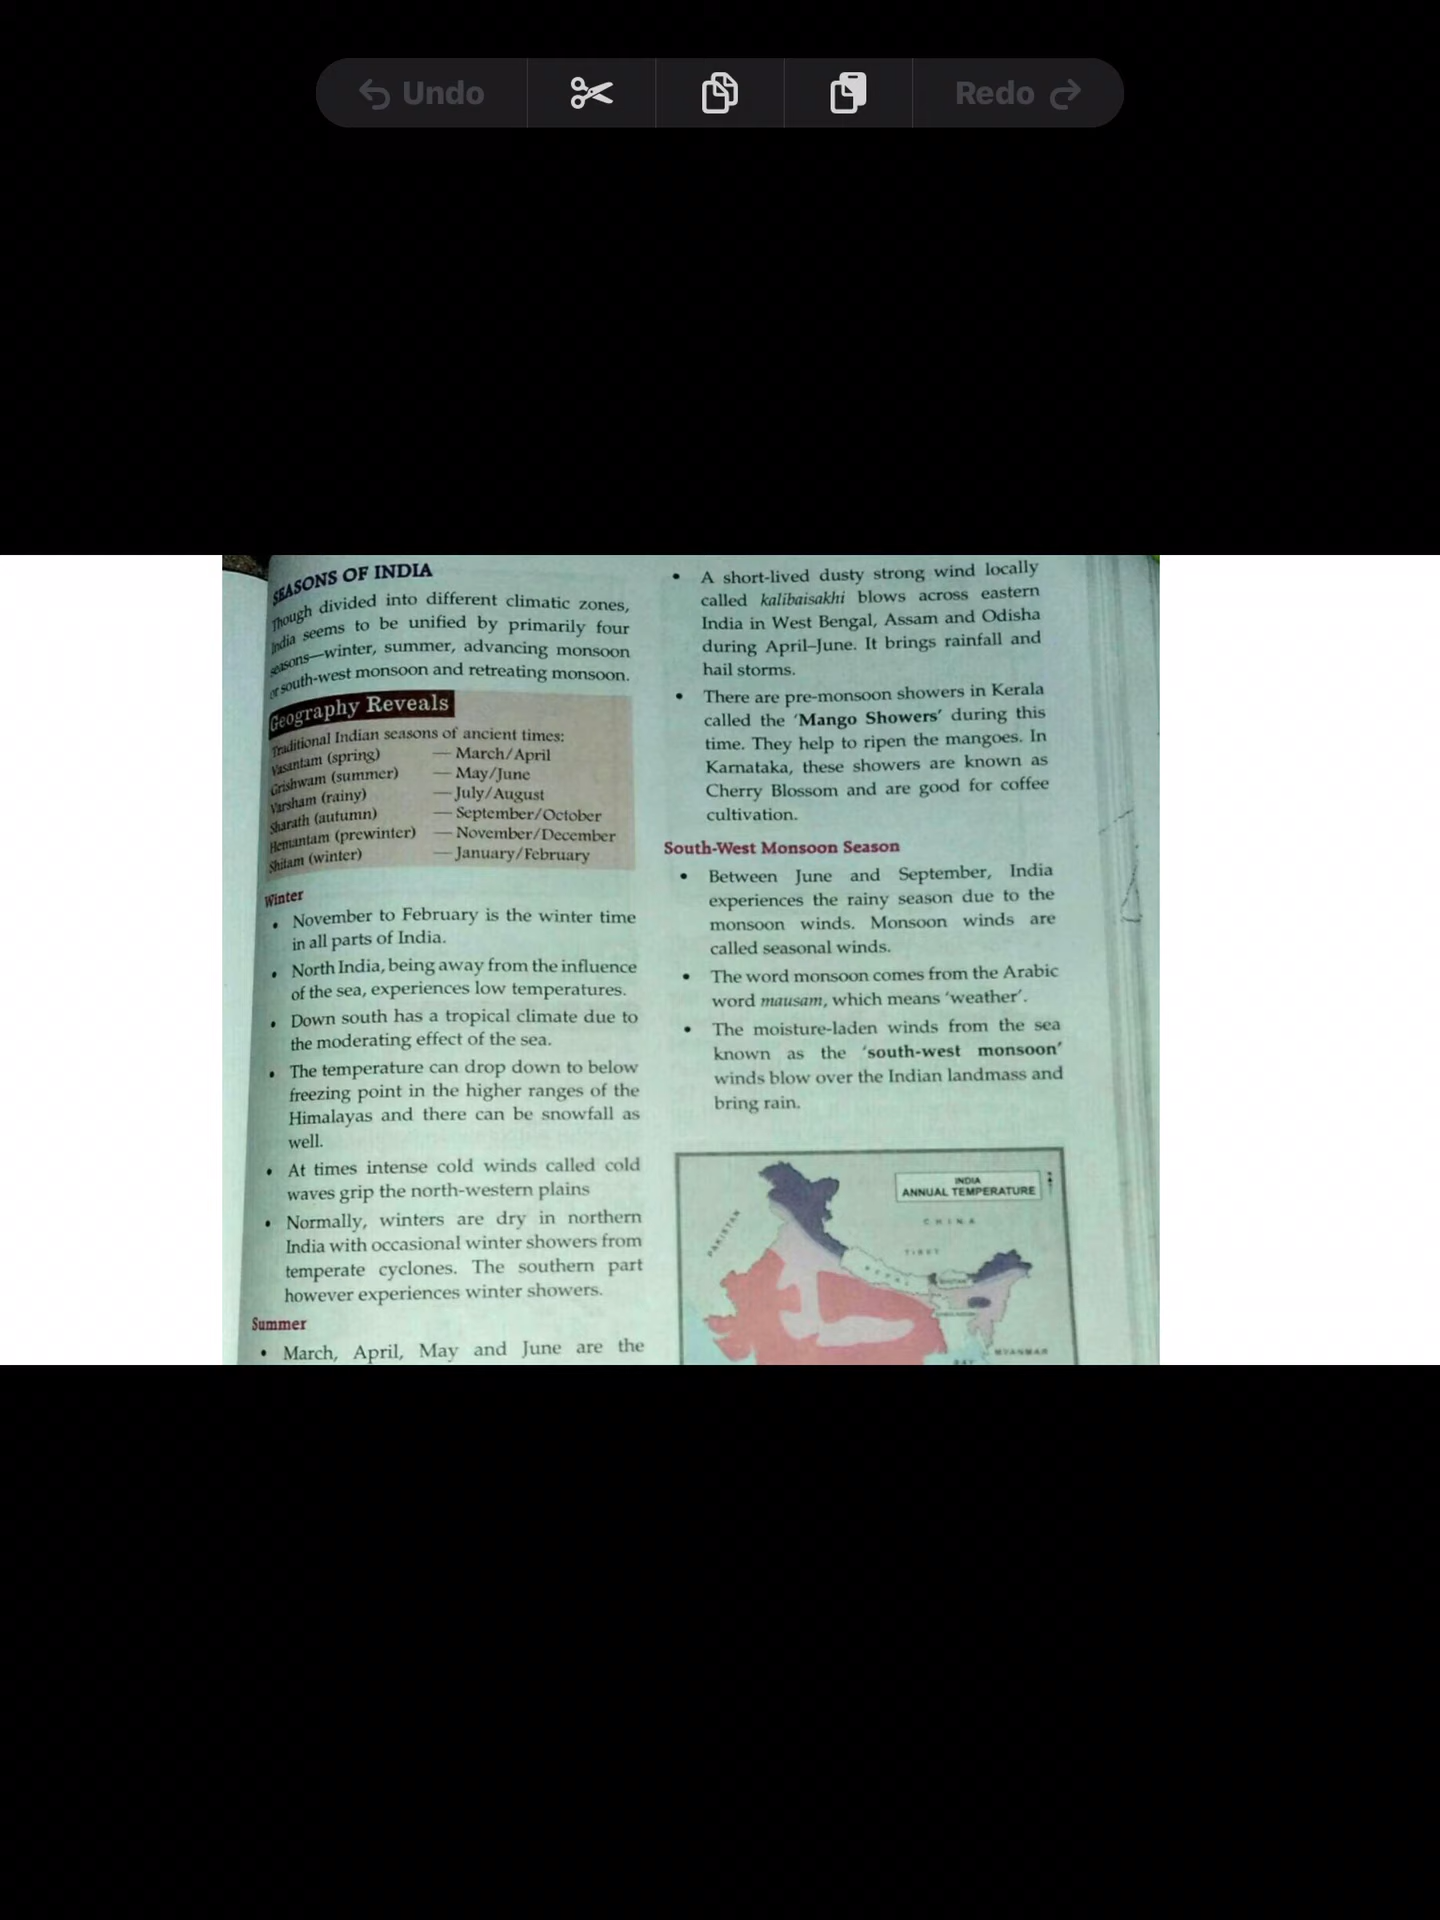 Undo
Redo
SEASONS OF INDIA
Though divided into different climatic zones,
India seems to be unified by primarily four
seasons—winter, summer, advancing monsoon
or south-west monsoon and retreating monsoon.
Geography Reveals
Traditional Indian seasons of ancient times:
Vasantam (spring) — March/April
Grishwam (summer) — May/June
Varsham (rainy) — July/August
Sharath (autumn) — September/October
Hemantam (prewinter) — November/December
Shitam (winter) — January/February
Winter
• November to February is the winter time
in all parts of India.
• North India, being away from the influence
of the sea, experiences low temperatures.
• Down south has a tropical climate due to
the moderating effect of the sea.
• The temperature can drop down to below
freezing point in the higher ranges of the
Himalayas and there can be snowfall as
well.
• At times intense cold winds called cold
waves grip the north-western plains
• Normally, winters are dry in northern
India with occasional winter showers from
temperate cyclones. The southern part
however experiences winter showers.
Summer
• March, April, May and June are the
• A short-lived dusty strong wind locally
called kalibaisakhi blows across eastern
India in West Bengal, Assam and Odisha
during April–June. It brings rainfall and
hail storms.
• There are pre-monsoon showers in Kerala
called the 'Mango Showers' during this
time. They help to ripen the mangoes. In
Karnataka, these showers are known as
Cherry Blossom and are good for coffee
cultivation.
South-West Monsoon Season
• Between June and September, India
experiences the rainy season due to the
monsoon winds. Monsoon winds are
called seasonal winds.
• The word monsoon comes from the Arabic
word mausam, which means 'weather'.
• The moisture-laden winds from the sea
known as the 'south-west monsoon'
winds blow over the Indian landmass and
bring rain.
INDIA
ANNUAL TEMPERATURE
PAKISTAN
CHINA
TIBET
BHUTAN
MYANMAR
BAY